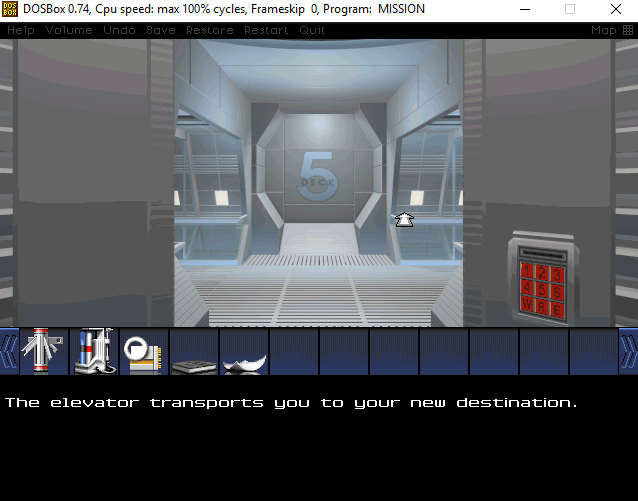 DOSBox 0.74, Cpu speed: max 100% cycles, Frameskip 0, Program: MISSION
Help Volume Undo Save Restore Restart Quit Map
5
DECK
1 2 3
4 5 6
W R E
The elevator transports you to your new destination.